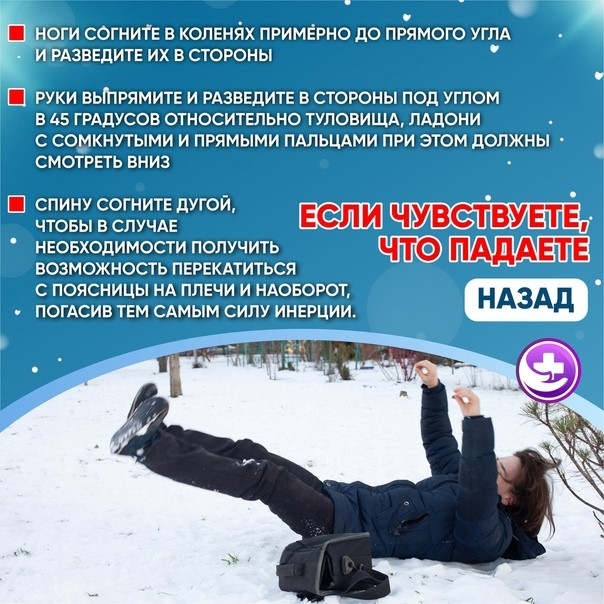 НОГИ СОГНИТЕ В КОЛЕНЯХ ПРИМЕРНО ДО ПРЯМОГО УГЛА
И РАЗВЕДИТЕ ИХ В СТОРОНЫ
РУКИ ВЫПРЯМИТЕ И РАЗВЕДИТЕ В СТОРОНЫ ПОД УГЛОМ
В 45 ГРАДУСОВ ОТНОСИТЕЛЬНО ТУЛОВИЩА, ЛАДОНИ
С СОМКНУТЫМИ И ПРЯМЫМИ ПАЛЬЦАМИ ПРИ ЭТОМ ДОЛЖНЫ
СМОТРЕТЬ ВНИЗ
СПИНУ СОГНИТЕ ДУГОЙ,
ЧТОБЫ В СЛУЧАЕ
НЕОБХОДИМОСТИ ПОЛУЧИТЬ
ВОЗМОЖНОСТЬ ПЕРЕКАТИТЬСЯ
С ПОЯСНИЦЫ НА ПЛЕЧИ И НАОБОРОТ,
ПОГАСИВ ТЕМ САМЫМ СИЛУ ИНЕРЦИИ.
ЕСЛИ ЧУВСТВУЕТЕ,
ЧТО ПАДАЕТЕ
НАЗАД